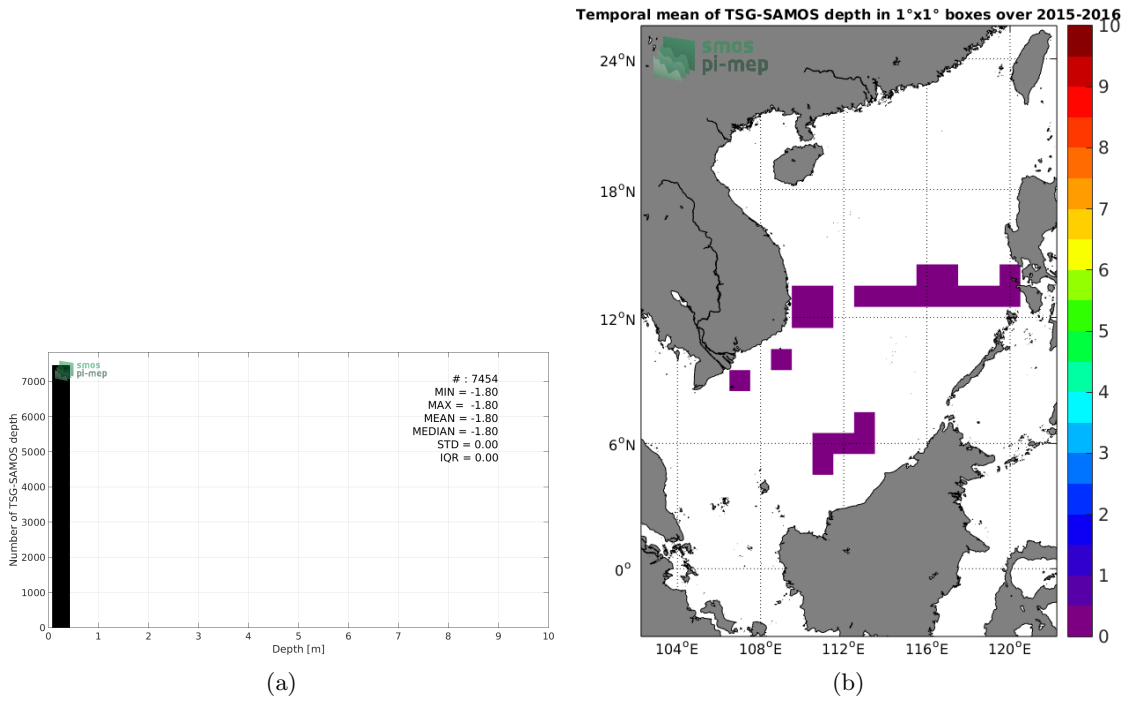 smos
pi-mep
# : 7454
MIN = -1.80
MAX = -1.80
MEAN = -1.80
MEDIAN = -1.80
STD = 0.00
IQR = 0.00
Number of TSG-SAMOS depth
7000
6000
5000
4000
3000
2000
1000
0
0 1 2 3 4 5 6 7 8 9 10
Depth [m]
(a)
Temporal mean of TSG-SAMOS depth in 1°x1° boxes over 2015-2016
smos
pi-mep
24°N
18°N
12°N
6°N
0°
104°E 108°E 112°E 116°E 120°E
10
9
8
7
6
5
4
3
2
1
0
(b)